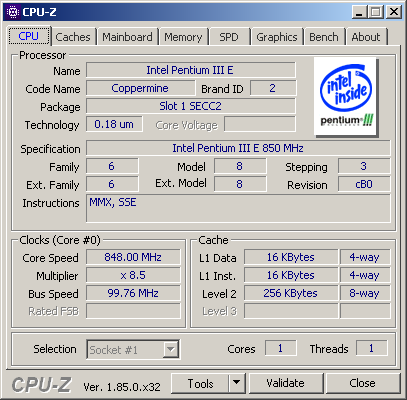 CPU-Z
CPU Caches Mainboard Memory SPD Graphics Bench About
Processor
Name Intel Pentium III E
Code Name Coppermine Brand ID 2
Package Slot 1 SECC2
Technology 0.18 um Core Voltage
intel
inside
pentium!!!
Specification Intel Pentium III E 850 MHz
Family 6 Model 8 Stepping 3
Ext. Family 6 Ext. Model 8 Revision cB0
Instructions MMX, SSE
Clocks (Core #0)
Core Speed 848.00 MHz
Multiplier x 8.5
Bus Speed 99.76 MHz
Rated FSB
Cache
L1 Data 16 KBytes 4-way
L1 Inst. 16 KBytes 4-way
Level 2 256 KBytes 8-way
Level 3
Selection Socket #1 Cores 1 Threads 1
CPU-Z Ver. 1.85.0.x32 Tools Validate Close